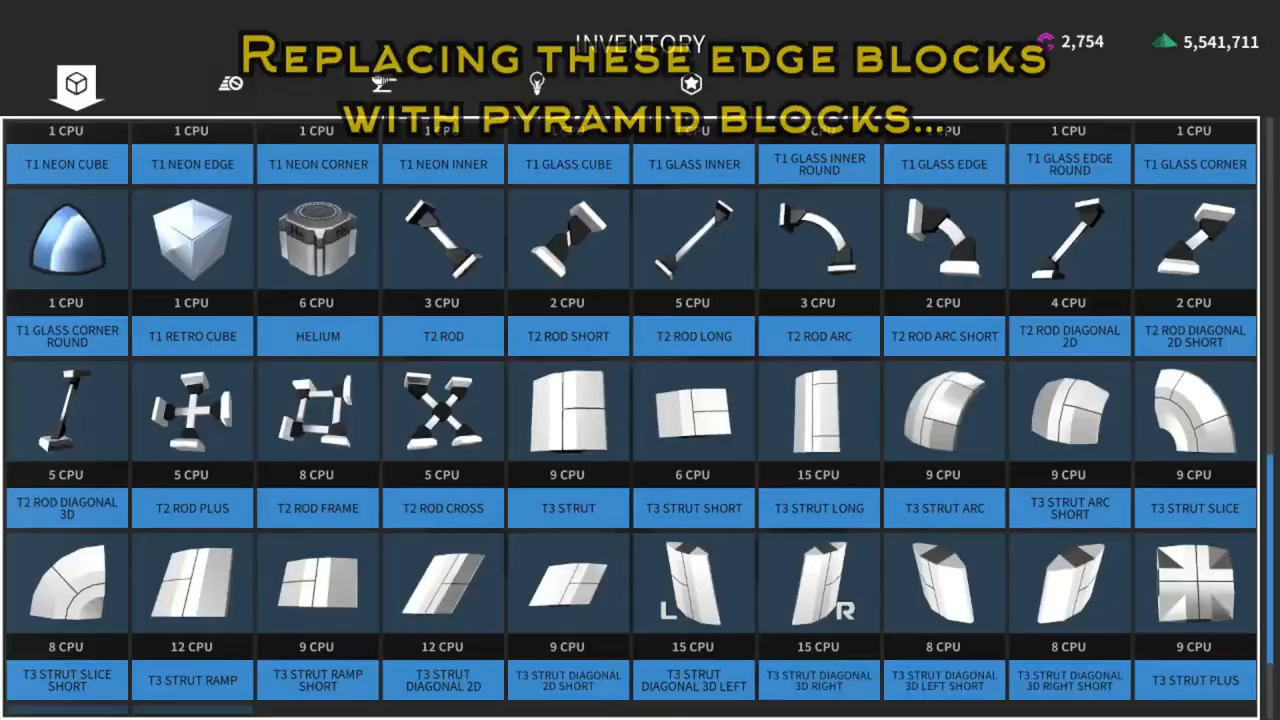 INVENTORY
2,754
5,541,711
REPLACING THESE EDGE BLOCKS
WITH PYRAMID BLOCKS...
1 CPU 1 CPU 1 CPU 1 CPU 1 CPU 1 CPU
T1 NEON CUBE T1 NEON EDGE T1 NEON CORNER T1 NEON INNER T1 GLASS CUBE T1 GLASS INNER T1 GLASS INNER ROUND T1 GLASS EDGE T1 GLASS EDGE ROUND T1 GLASS CORNER
1 CPU 1 CPU 6 CPU 3 CPU 2 CPU 5 CPU 3 CPU 2 CPU 4 CPU 2 CPU
T1 GLASS CORNER ROUND T1 RETRO CUBE HELIUM T2 ROD T2 ROD SHORT T2 ROD LONG T2 ROD ARC T2 ROD ARC SHORT T2 ROD DIAGONAL 2D T2 ROD DIAGONAL 2D SHORT
5 CPU 5 CPU 8 CPU 5 CPU 9 CPU 6 CPU 15 CPU 9 CPU 9 CPU 9 CPU
T2 ROD DIAGONAL 3D T2 ROD PLUS T2 ROD FRAME T2 ROD CROSS T3 STRUT T3 STRUT SHORT T3 STRUT LONG T3 STRUT ARC T3 STRUT ARC SHORT T3 STRUT SLICE
L R
8 CPU 12 CPU 9 CPU 12 CPU 9 CPU 15 CPU 15 CPU 8 CPU 8 CPU 9 CPU
T3 STRUT SLICE SHORT T3 STRUT RAMP T3 STRUT RAMP SHORT T3 STRUT DIAGONAL 2D T3 STRUT DIAGONAL 2D SHORT T3 STRUT DIAGONAL 3D LEFT T3 STRUT DIAGONAL 3D RIGHT T3 STRUT DIAGONAL 3D LEFT SHORT T3 STRUT DIAGONAL 3D RIGHT SHORT T3 STRUT PLUS